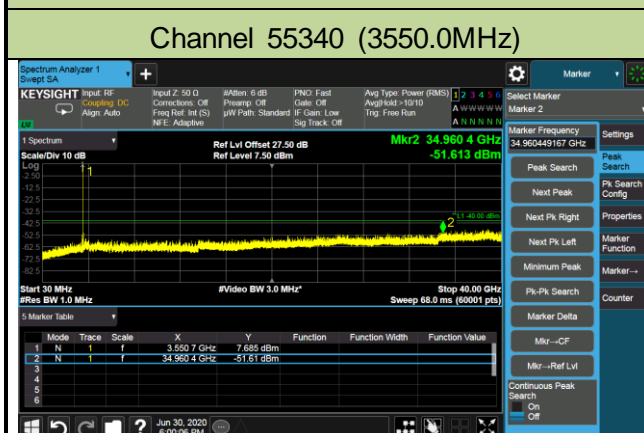 Channel 55340 (3550.0MHz)
Spectrum Analyzer 1
Swept SA
Marker
KEYSIGHT Input: RF Input Z: 50 Ω #Atten: 6 dB PNO: Fast Avg Type: Power (RMS) 1 2 3 4 5 6
Coupling: DC Corrections: Off Preamp: Off Gate: Off Avg|Hold:>10/10 A W W W W W
Align: Auto Freq Ref: Int (S) µW Path: Standard IF Gain: Low Trig: Free Run
NFE: Adaptive Sig Track: Off A N N N N N
Select Marker
Marker 2
1 Spectrum
Ref Lvl Offset 27.50 dB
Mkr2 34.960 4 GHz
Scale/Div 10 dB Ref Level 7.50 dBm -51.613 dBm
Log
-2.50
-12.5
-22.5
-32.5
-42.5
-52.5
-62.5
-72.5
-82.5
1
2
-40.00 dBm
Start 30 MHz #Video BW 3.0 MHz* Stop 40.00 GHz
#Res BW 1.0 MHz Sweep 68.0 ms (60001 pts)
5 Marker Table
Mode Trace Scale X Y Function Function Width Function Value
1 N 1 f 3.550 7 GHz 7.685 dBm
2 N 1 f 34.960 4 GHz -51.61 dBm
3
4
5
6
Marker Frequency
34.960449167 GHz
Peak Search
Next Peak
Next Pk Right
Next Pk Left
Minimum Peak
Pk-Pk Search
Marker Delta
Mkr→CF
Mkr→Ref Lvl
Continuous Peak
Search
On
Off
Settings
Peak
Search
Pk Search
Config
Properties
Marker
Function
Marker→
Counter
Jun 30, 2020
6:00:06 PM